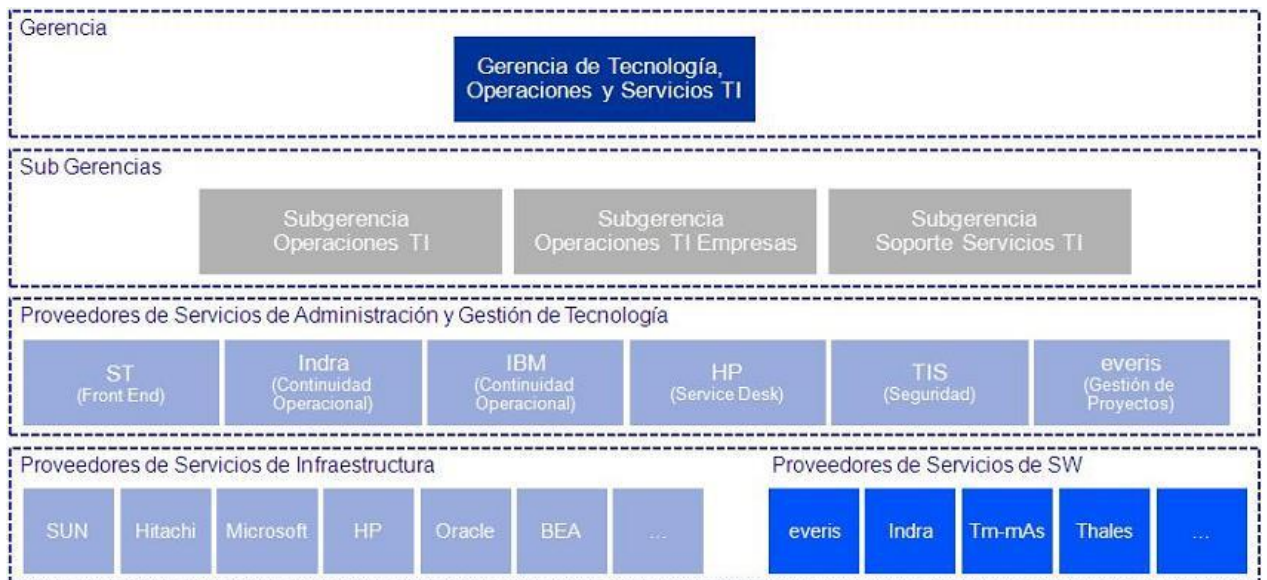 Gerencia
Gerencia de Tecnología,
Operaciones y Servicios TI
Sub Gerencias
Subgerencia
Operaciones TI
Subgerencia
Operaciones TI Empresas
Subgerencia
Soporte Servicios TI
Proveedores de Servicios de Administración y Gestión de Tecnología
ST
(Front End)
Indra
(Continuidad
Operacional)
IBM
(Continuidad
Operacional)
HP
(Service Desk)
TIS
(Seguridad)
everis
(Gestión de
Proyectos)
Proveedores de Servicios de Infraestructura
SUN
Hitachi
Microsoft
HP
Oracle
BEA
...
Proveedores de Servicios de SW
everis
Indra
Tm-mAs
Thales
...